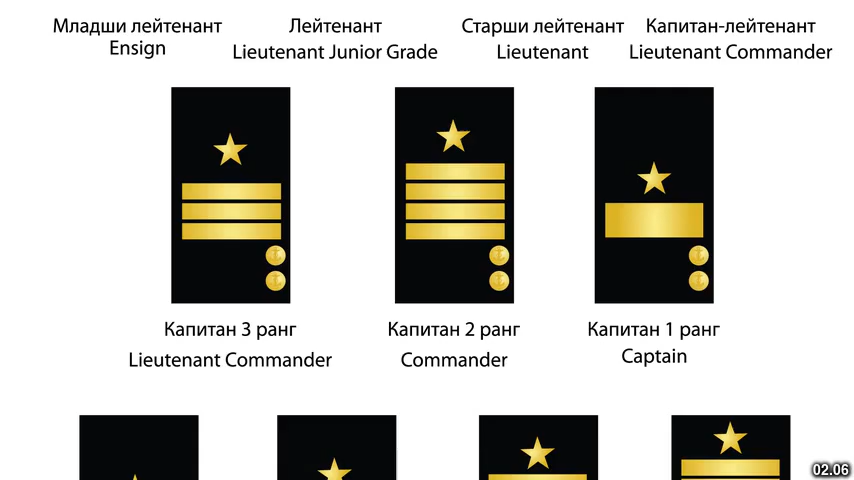 Младши лейтенант
Ensign
Лейтенант
Lieutenant Junior Grade
Старши лейтенант
Lieutenant
Капитан-лейтенант
Lieutenant Commander
Капитан 3 ранг
Lieutenant Commander
Капитан 2 ранг
Commander
Капитан 1 ранг
Captain
02.06